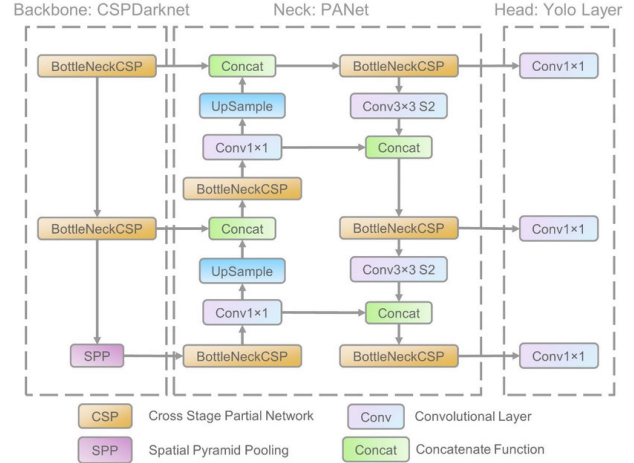 Backbone: CSPDarknet Neck: PANet Head: Yolo Layer
BottleNeckCSP Concat BottleNeckCSP Conv1×1
UpSample Conv3×3 S2
Conv1×1 Concat
BottleNeckCSP
BottleNeckCSP Concat BottleNeckCSP Conv1×1
UpSample Conv3×3 S2
Conv1×1 Concat
SPP BottleNeckCSP BottleNeckCSP Conv1×1
CSP Cross Stage Partial Network Conv Convolutional Layer
SPP Spatial Pyramid Pooling Concat Concatenate Function